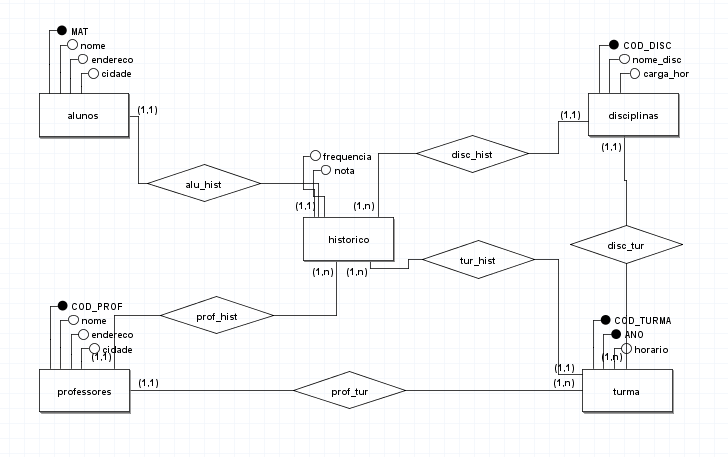 MAT
nome
endereco
cidade
alunos
(1,1)
COD_DISC
nome_disc
carga_hor
disciplinas
(1,1)
(1,1)
disc_hist
alu_hist
frequencia
nota
(1,1)
(1,n)
historico
(1,n)
(1,n)
tur_hist
disc_tur
COD_PROF
nome
endereco
cidade
(1,1)
professores
(1,1)
prof_hist
prof_tur
COD_TURMA
ANO
horario
(1,n)
(1,1)
(1,n)
turma